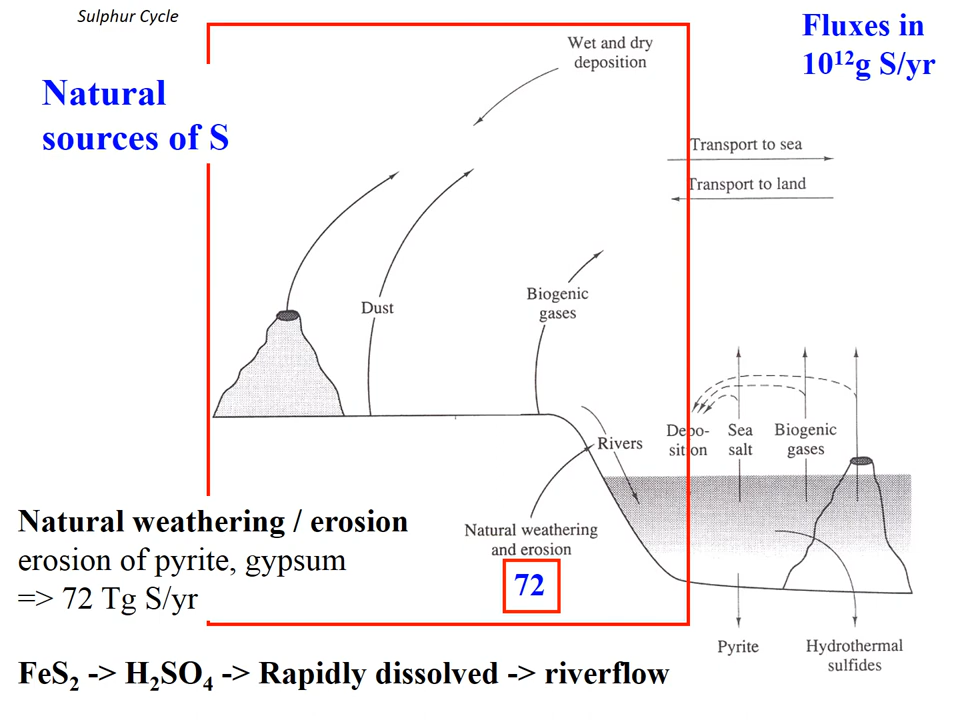 Sulphur Cycle
Natural
sources of S
Fluxes in
10¹²g S/yr
Wet and dry
deposition
Transport to sea
Transport to land
Dust
Biogenic
gases
Rivers
Depo-
sition
Sea
salt
Biogenic
gases
Natural weathering
and erosion
72
Natural weathering / erosion
erosion of pyrite, gypsum
=> 72 Tg S/yr
Pyrite
Hydrothermal
sulfides
FeS₂ -> H₂SO₄ -> Rapidly dissolved -> riverflow